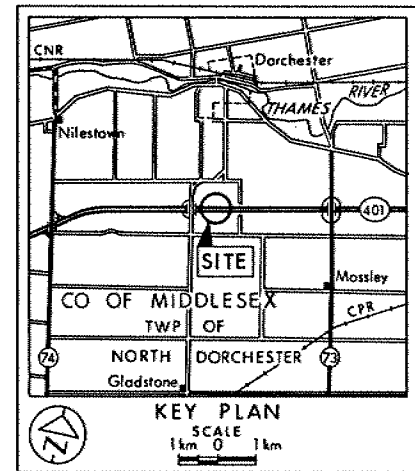 CNR
Dorchester
THAMES RIVER
Nilestown
401
SITE
Mossley
CO OF MIDDLESEX
TWP OF
CPR
NORTH DORCHESTER
74
73
Gladstone
N
KEY PLAN
SCALE
1km 0 1km